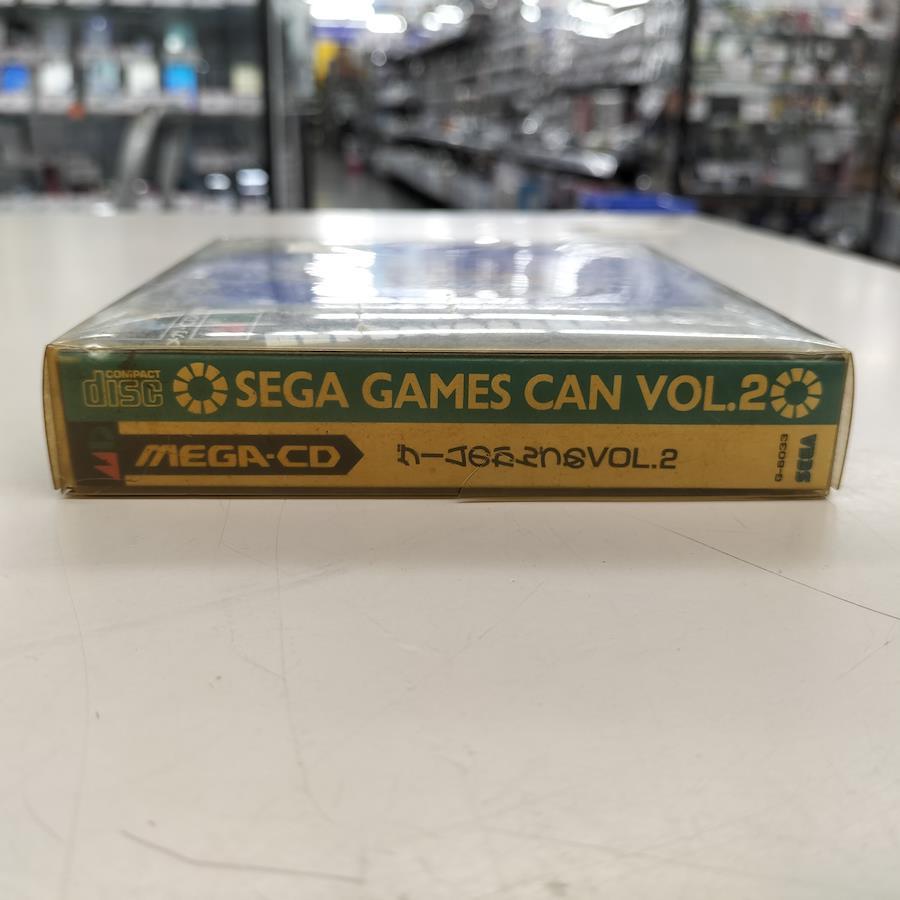 COMPACT
disc
SEGA GAMES CAN VOL.2
MEGA-CD
ゲームのかんづめVOL.2
G-6033
SEGA